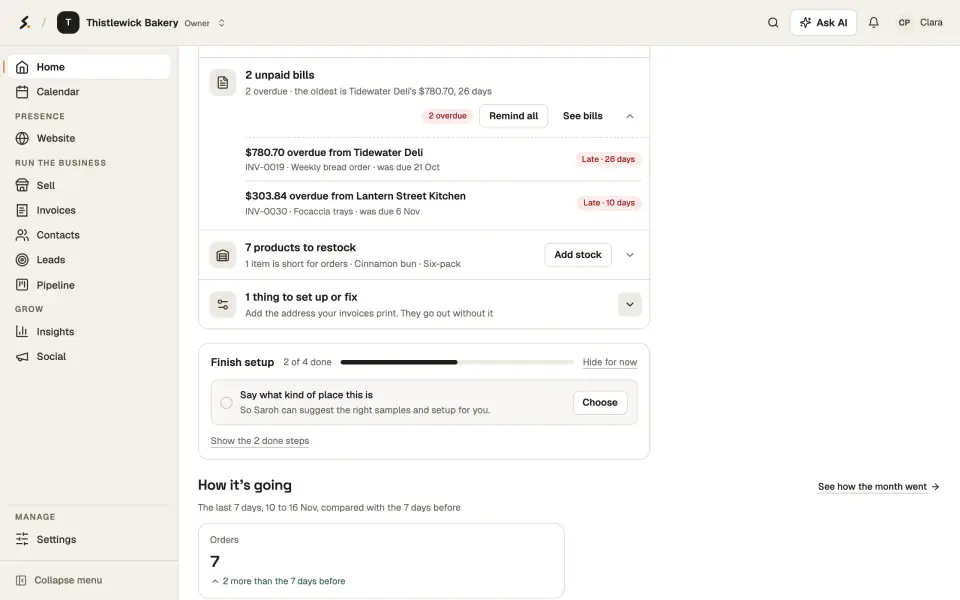 / T Thistlewick Bakery Owner
Ask AI CP Clara
Home
Calendar
PRESENCE
Website
RUN THE BUSINESS
Sell
Invoices
Contacts
Leads
Pipeline
GROW
Insights
Social
MANAGE
Settings
Collapse menu
2 unpaid bills
2 overdue · the oldest is Tidewater Deli's $780.70, 26 days
2 overdue Remind all See bills
$780.70 overdue from Tidewater Deli
INV-0019 · Weekly bread order · was due 21 Oct
Late · 26 days
$303.84 overdue from Lantern Street Kitchen
INV-0030 · Focaccia trays · was due 6 Nov
Late · 10 days
7 products to restock
1 item is short for orders · Cinnamon bun · Six-pack
Add stock
1 thing to set up or fix
Add the address your invoices print. They go out without it
Finish setup 2 of 4 done Hide for now
Say what kind of place this is
So Saroh can suggest the right samples and setup for you.
Choose
Show the 2 done steps
How it's going
See how the month went →
The last 7 days, 10 to 16 Nov, compared with the 7 days before
Orders
7
2 more than the 7 days before